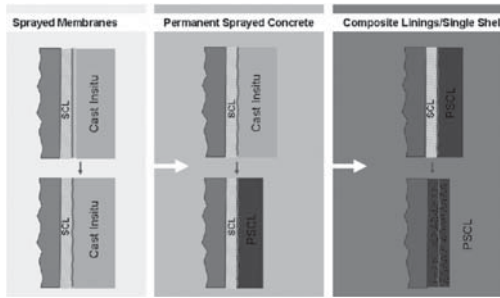 Sprayed Membranes
SCL
Cast Insitu
SCL
Cast Insitu
Permanent Sprayed Concrete
SCL
Cast Insitu
SCL
PSCL
Composite Linings/Single Shell
SCL
PSCL
PSCL